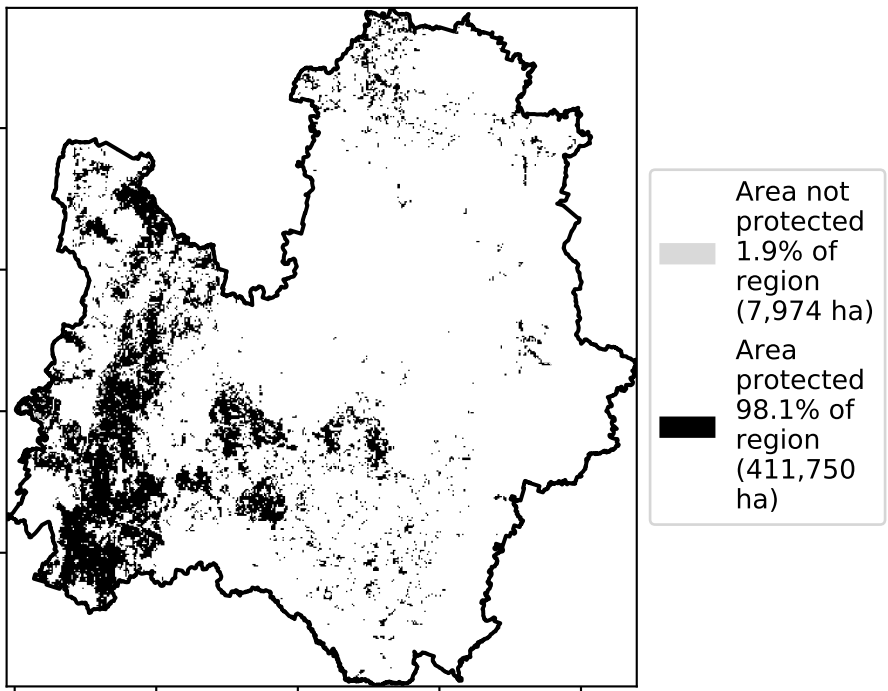 Area not
protected
1.9% of
region
(7,974 ha)
Area
protected
98.1% of
region
(411,750
ha)